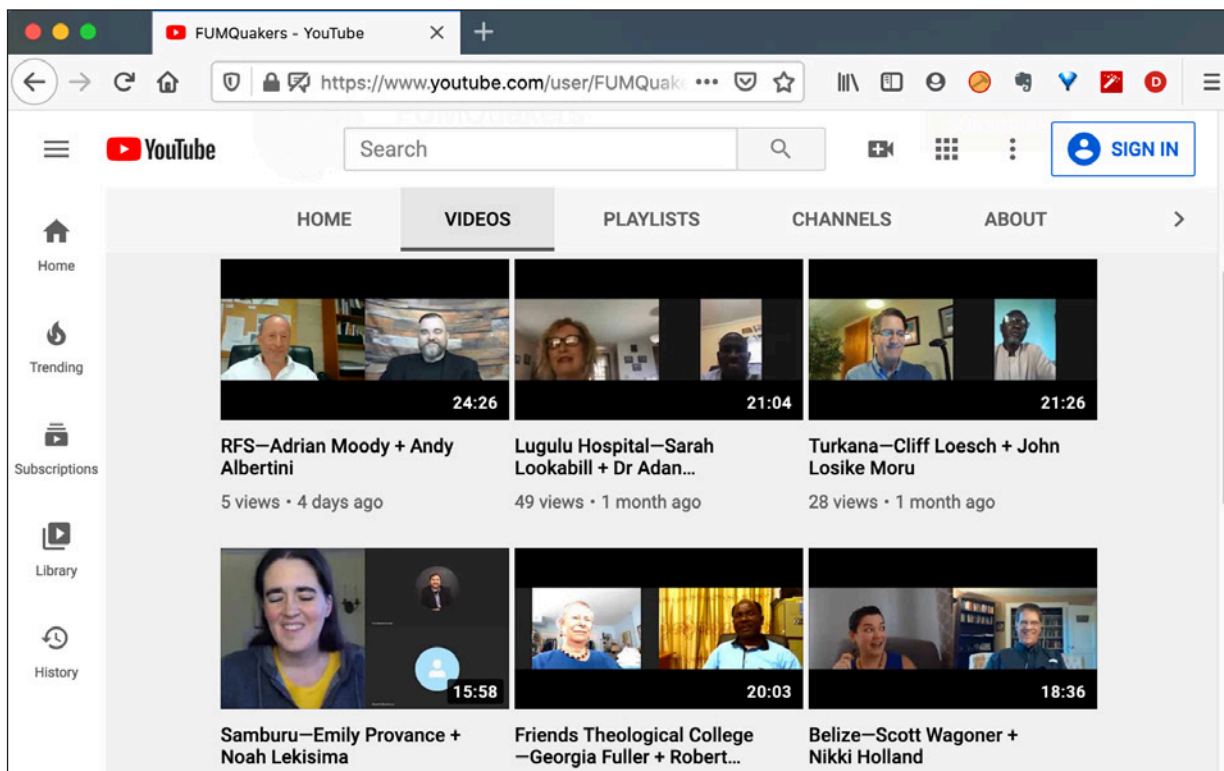 FUMQuakers - YouTube
https://www.youtube.com/user/FUMQuake
FUMQuakers
YouTube
Search
SIGN IN
HOME VIDEOS PLAYLISTS CHANNELS ABOUT
Home
Trending
Subscriptions
Library
History
24:26
RFS—Adrian Moody + Andy
Albertini
5 views • 4 days ago
21:04
Lugulu Hospital—Sarah
Lookabill + Dr Adan...
49 views • 1 month ago
21:26
Turkana—Cliff Loesch + John
Losike Moru
28 views • 1 month ago
15:58
Samburu—Emily Provance +
Noah Lekisima
20:03
Friends Theological College
—Georgia Fuller + Robert...
18:36
Belize—Scott Wagoner +
Nikki Holland